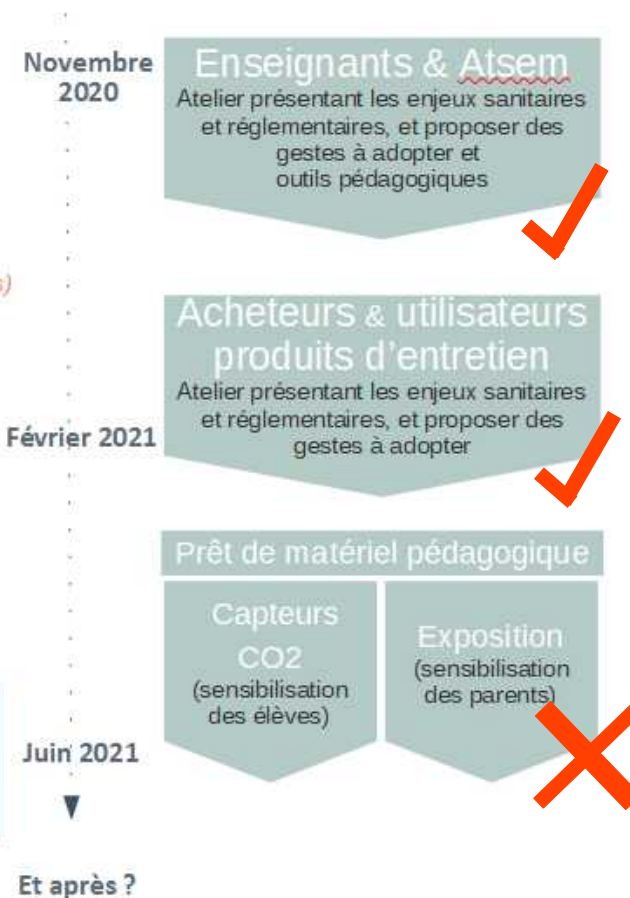 Novembre
2020
Enseignants & Atsem
Atelier présentant les enjeux sanitaires
et réglementaires, et proposer des
gestes à adopter et
outils pédagogiques
s)
Acheteurs & utilisateurs
produits d'entretien
Atelier présentant les enjeux sanitaires
et réglementaires, et proposer des
gestes à adopter
Février 2021
Prêt de matériel pédagogique
Capteurs
CO2
(sensibilisation
des élèves)
Exposition
(sensibilisation
des parents)
Juin 2021
Et après ?